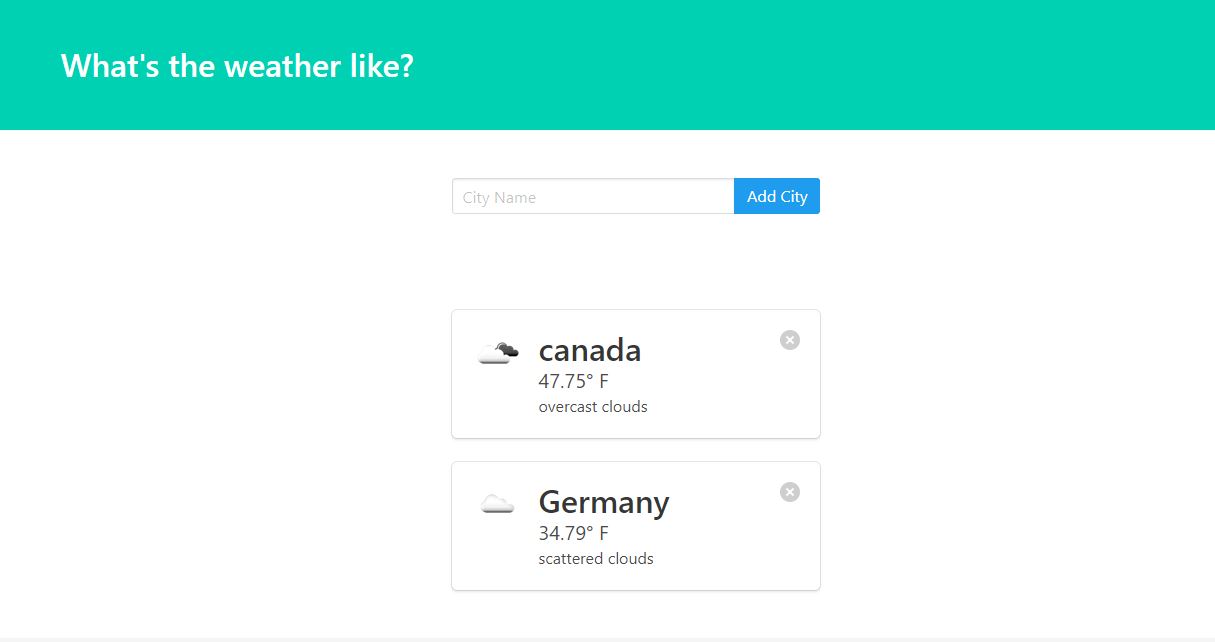 What's the weather like?
City Name
Add City
canada
47.75° F
overcast clouds
Germany
34.79° F
scattered clouds